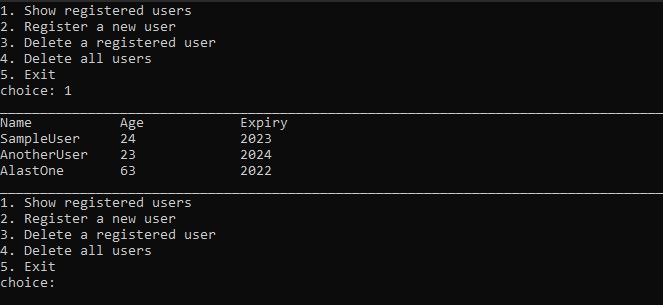 1. Show registered users
2. Register a new user
3. Delete a registered user
4. Delete all users
5. Exit
choice: 1
Name Age Expiry
SampleUser 24 2023
AnotherUser 23 2024
AlastOne 63 2022
1. Show registered users
2. Register a new user
3. Delete a registered user
4. Delete all users
5. Exit
choice: